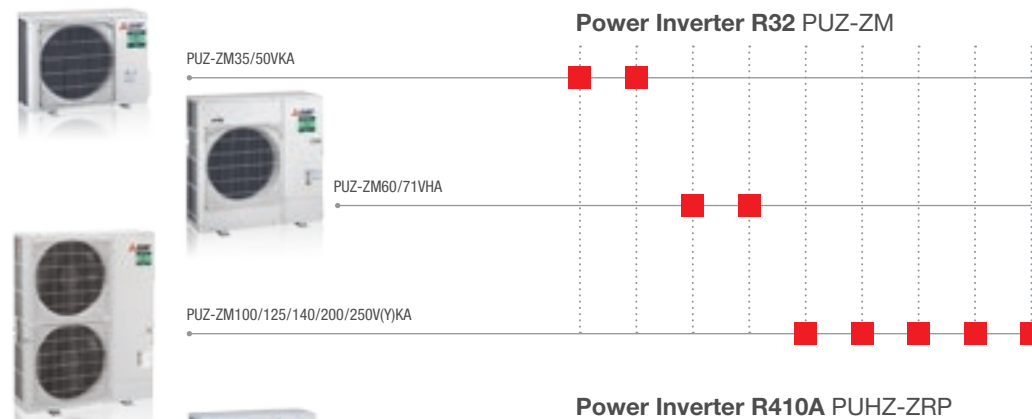 Power Inverter R32 PUZ-ZM
PUZ-ZM35/50VKA
PUZ-ZM60/71VHA
PUZ-ZM100/125/140/200/250V(Y)KA
Power Inverter R410A PUHZ-ZRP